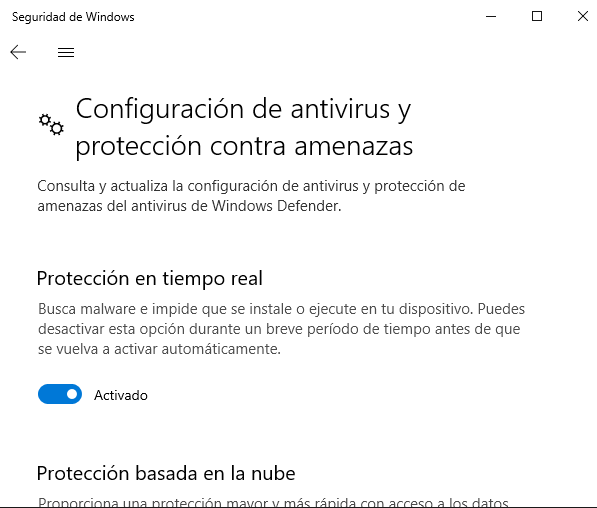 Seguridad de Windows
Configuración de antivirus y
protección contra amenazas
Consulta y actualiza la configuración de antivirus y protección de
amenazas del antivirus de Windows Defender.
Protección en tiempo real
Busca malware e impide que se instale o ejecute en tu dispositivo. Puedes
desactivar esta opción durante un breve período de tiempo antes de que
se vuelva a activar automáticamente.
Activado
Protección basada en la nube
Proporciona una protección mayor y más rápida con acceso a los datos